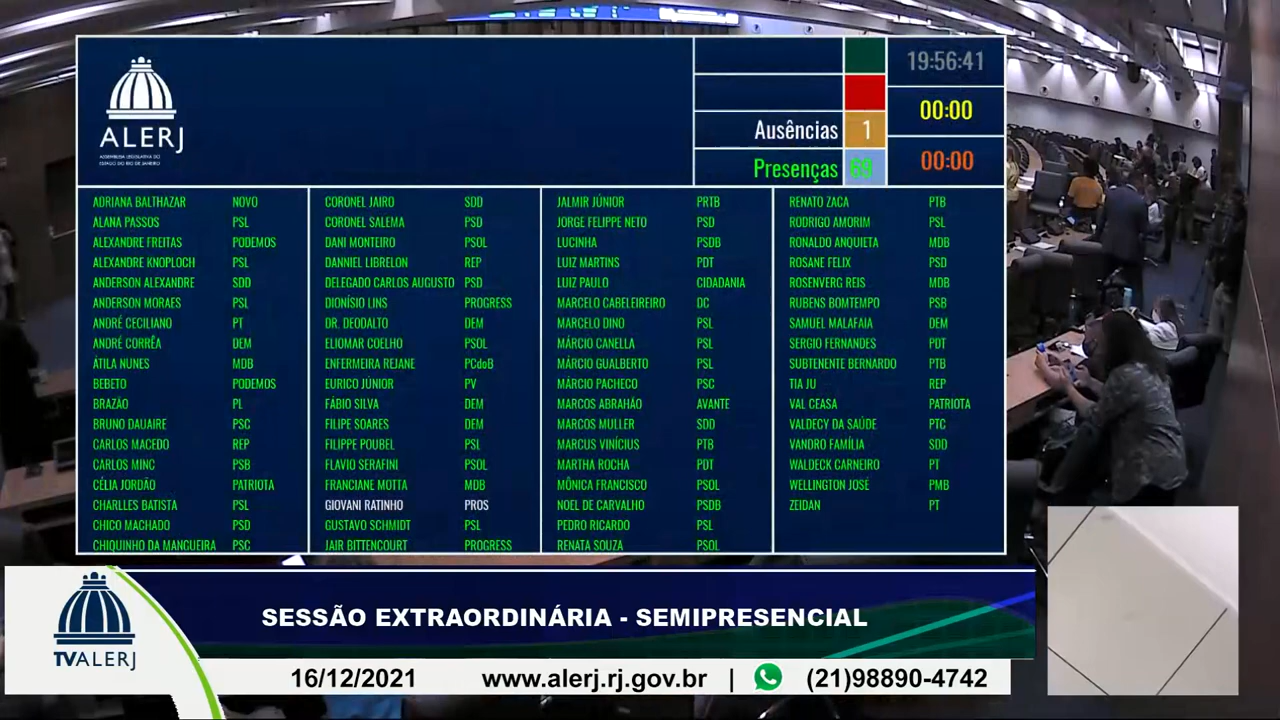 ALERJ
ASSEMBLEIA LEGISLATIVA DO
ESTADO DO RIO DE JANEIRO
19:56:41
00:00
Ausências 1
Presenças 69
00:00
ADRIANA BALTHAZAR NOVO
ALANA PASSOS PSL
ALEXANDRE FREITAS PODEMOS
ALEXANDRE KNOPLOCH PSL
ANDERSON ALEXANDRE SDD
ANDERSON MORAES PSL
ANDRÉ CECILIANO PT
ANDRÉ CORRÊA DEM
ÁTILA NUNES MDB
BEBETO PODEMOS
BRAZÃO PL
BRUNO DAUAIRE PSC
CARLOS MACEDO REP
CARLOS MINC PSB
CÉLIA JORDÃO PATRIOTA
CHARLLES BATISTA PSL
CHICO MACHADO PSD
CHIQUINHO DA MANGUEIRA PSC
CORONEL JAIRO SDD
CORONEL SALEMA PSD
DANI MONTEIRO PSOL
DANNIEL LIBRELON REP
DELEGADO CARLOS AUGUSTO PSD
DIONÍSIO LINS PROGRESS
DR. DEODALTO DEM
ELIOMAR COELHO PSOL
ENFERMEIRA REJANE PCdoB
EURICO JÚNIOR PV
FÁBIO SILVA DEM
FILIPE SOARES DEM
FILIPPE POUBEL PSL
FLAVIO SERAFINI PSOL
FRANCIANE MOTTA MDB
GIOVANI RATINHO PROS
GUSTAVO SCHMIDT PSL
JAIR BITTENCOURT PROGRESS
JALMIR JÚNIOR PRTB
JORGE FELIPPE NETO PSD
LUCINHA PSDB
LUIZ MARTINS PDT
LUIZ PAULO CIDADANIA
MARCELO CABELEIREIRO DC
MARCELO DINO PSL
MÁRCIO CANELLA PSL
MÁRCIO GUALBERTO PSL
MÁRCIO PACHECO PSC
MARCOS ABRAHÃO AVANTE
MARCOS MULLER SDD
MARCUS VINÍCIUS PTB
MARTHA ROCHA PDT
MÔNICA FRANCISCO PSOL
NOEL DE CARVALHO PSDB
PEDRO RICARDO PSL
RENATA SOUZA PSOL
RENATO ZACA PTB
RODRIGO AMORIM PSL
RONALDO ANQUIETA MDB
ROSANE FELIX PSD
ROSENVERG REIS MDB
RUBENS BOMTEMPO PSB
SAMUEL MALAFAIA DEM
SERGIO FERNANDES PDT
SUBTENENTE BERNARDO PTB
TIA JU REP
VAL CEASA PATRIOTA
VALDECY DA SAÚDE PTC
VANDRO FAMÍLIA SDD
WALDECK CARNEIRO PT
WELLINGTON JOSÉ PMB
ZEIDAN PT
TVALERJ
SESSÃO EXTRAORDINÁRIA - SEMIPRESENCIAL
16/12/2021 www.alerj.rj.gov.br | (21)98890-4742